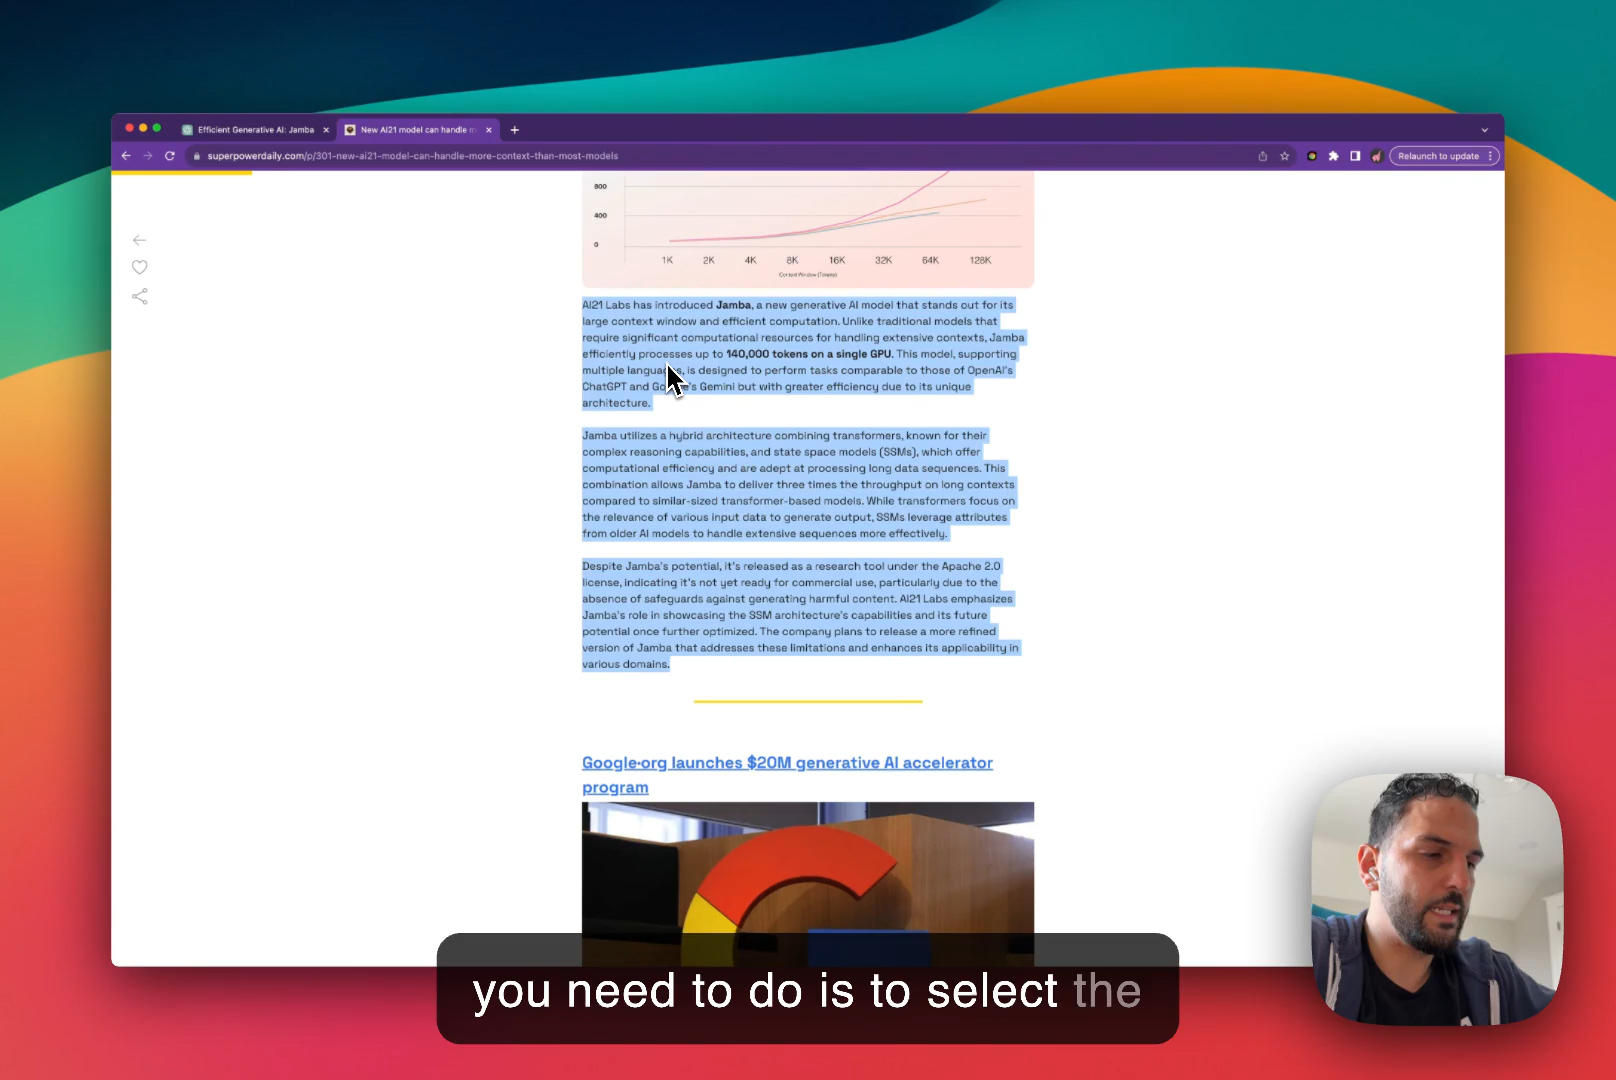 Efficient Generative AI: Jamba
New AI21 model can handle m
superpowerdaily.com/p/301-new-ai21-model-can-handle-more-context-than-most-models
Relaunch to update
800
400
0
1K 2K 4K 8K 16K 32K 64K 128K
Context Window (Tokens)
AI21 Labs has introduced Jamba, a new generative AI model that stands out for its
large context window and efficient computation. Unlike traditional models that
require significant computational resources for handling extensive contexts, Jamba
efficiently processes up to 140,000 tokens on a single GPU. This model, supporting
multiple languages, is designed to perform tasks comparable to those of OpenAI's
ChatGPT and Google's Gemini but with greater efficiency due to its unique
architecture.
Jamba utilizes a hybrid architecture combining transformers, known for their
complex reasoning capabilities, and state space models (SSMs), which offer
computational efficiency and are adept at processing long data sequences. This
combination allows Jamba to deliver three times the throughput on long contexts
compared to similar-sized transformer-based models. While transformers focus on
the relevance of various input data to generate output, SSMs leverage attributes
from older AI models to handle extensive sequences more effectively.
Despite Jamba's potential, it's released as a research tool under the Apache 2.0
license, indicating it's not yet ready for commercial use, particularly due to the
absence of safeguards against generating harmful content. AI21 Labs emphasizes
Jamba's role in showcasing the SSM architecture's capabilities and its future
potential once further optimized. The company plans to release a more refined
version of Jamba that addresses these limitations and enhances its applicability in
various domains.
Google·org launches $20M generative AI accelerator
program
you need to do is to select the